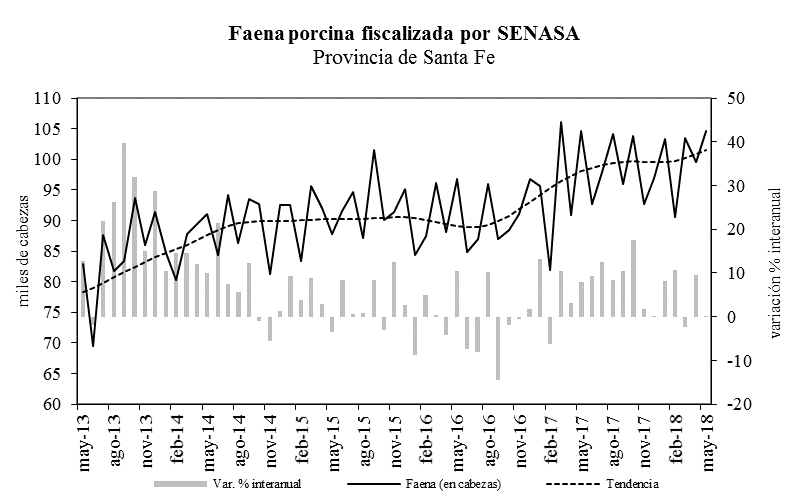 Faena porcina fiscalizada por SENASA
Provincia de Santa Fe
miles de cabezas
110
105
100
95
90
85
80
75
70
65
60
50
40
30
20
10
0
-10
-20
variación % interanual
may-13
ago-13
nov-13
feb-14
may-14
ago-14
nov-14
feb-15
may-15
ago-15
nov-15
feb-16
may-16
ago-16
nov-16
feb-17
may-17
ago-17
nov-17
feb-18
may-18
Var. % interanual
Faena (en cabezas)
Tendencia